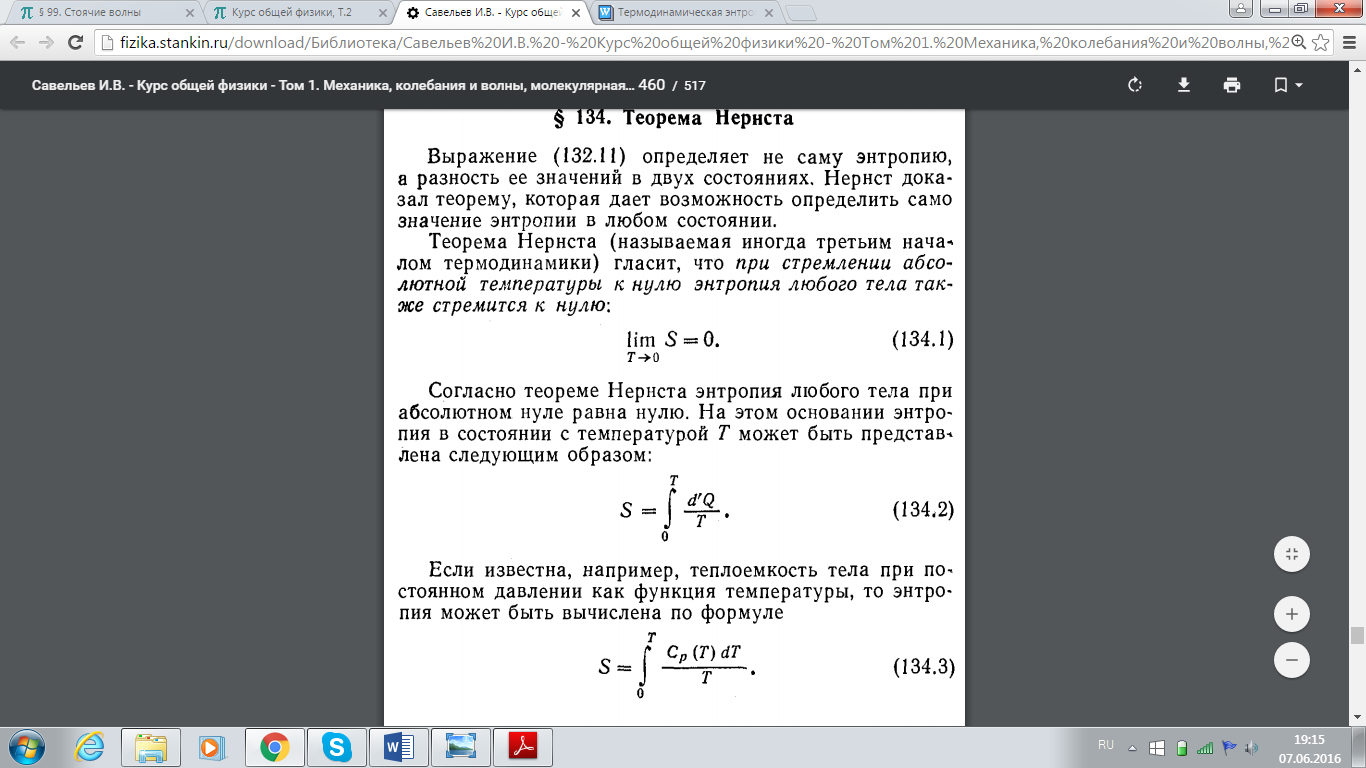 § 99. Стоячие волны
Курс общей физики, Т.2
Савельев И.В. - Курс общей
Термодинамическая энтро
fizika.stankin.ru/download/Библиотека/Савельев%20И.В.%20-%20Курс%20общей%20физики%20-%20Том%201.%20Механика,%20колебания%20и%20волны,%2
Савельев И.В. - Курс общей физики - Том 1. Механика, колебания и волны, молекулярная... 460 / 517
§ 134. Теорема Нернста
Выражение (132.11) определяет не саму энтропию,
а разность ее значений в двух состояниях. Нернст дока-
зал теорему, которая дает возможность определить само
значение энтропии в любом состоянии.
Теорема Нернста (называемая иногда третьим нача-
лом термодинамики) гласит, что при стремлении абсо-
лютной температуры к нулю энтропия любого тела так-
же стремится к нулю:
lim S = 0. (134.1)
T→0
Согласно теореме Нернста энтропия любого тела при
абсолютном нуле равна нулю. На этом основании энтро-
пия в состоянии с температурой T может быть представ-
лена следующим образом:
S = ∫₀ᵀ d'Q/T. (134.2)
Если известна, например, теплоемкость тела при по-
стоянном давлении как функция температуры, то энтро-
пия может быть вычислена по формуле
S = ∫₀ᵀ Cₚ (T) dT/T. (134.3)
RU
19:15
07.06.2016